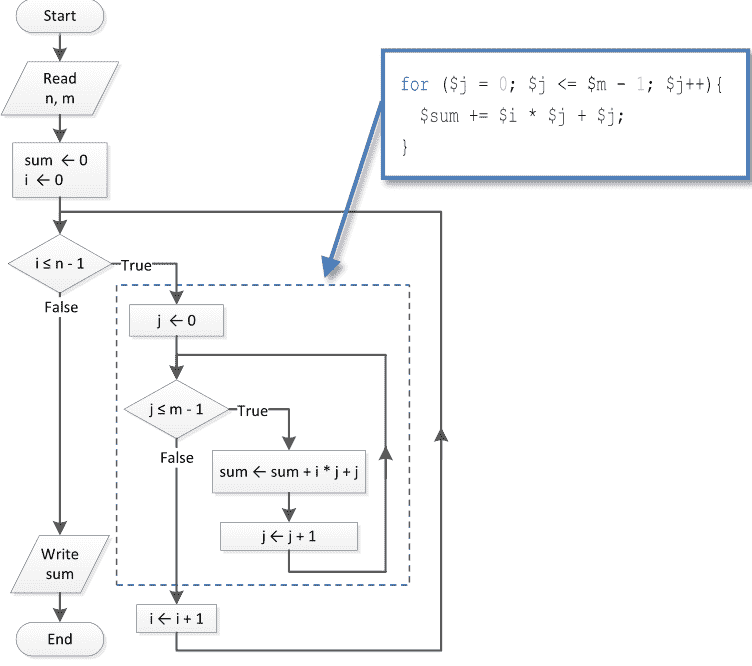 Start
Read
n, m
sum ← 0
i ← 0
i ≤ n - 1
True
False
for ($j = 0; $j <= $m - 1; $j++){
$sum += $i * $j + $j;
}
j ← 0
j ≤ m - 1
True
False
sum ← sum + i * j + j
j ← j + 1
i ← i + 1
Write
sum
End